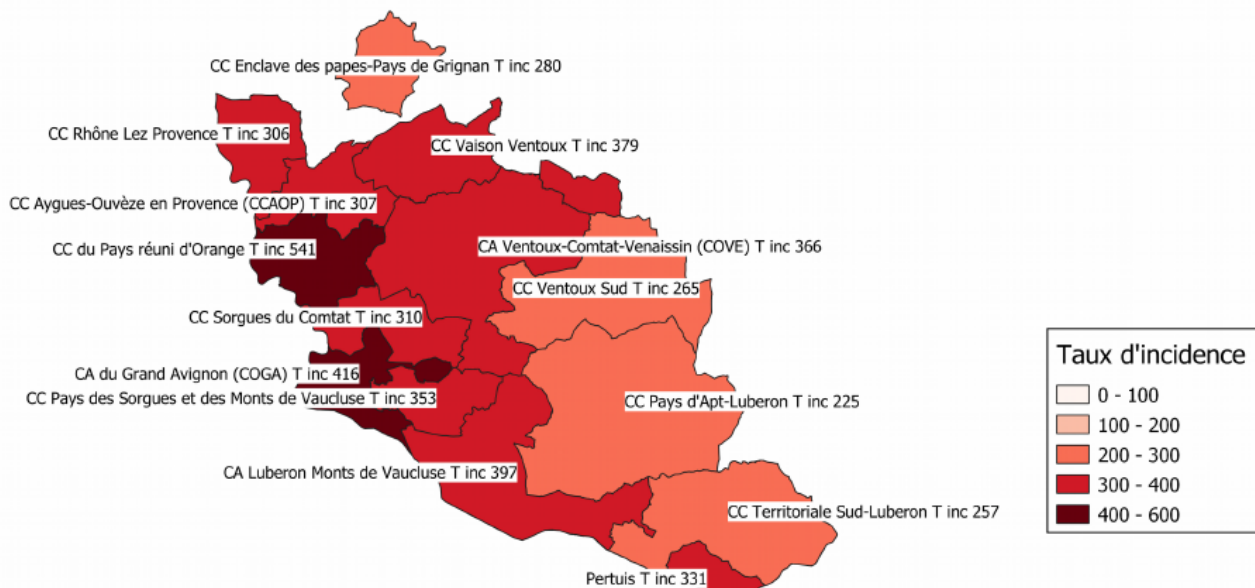 CC Enclave des papes-Pays de Grignan T inc 280
CC Rhône Lez Provence T inc 306
CC Vaison Ventoux T inc 379
CC Aygues-Ouvèze en Provence (CCAOP) T inc 307
CC du Pays réuni d'Orange T inc 541
CA Ventoux-Comtat-Venaissin (COVE) T inc 366
CC Ventoux Sud T inc 265
CC Sorgues du Comtat T inc 310
CA du Grand Avignon (COGA) T inc 416
CC Pays des Sorgues et des Monts de Vaucluse T inc 353
CC Pays d'Apt-Luberon T inc 225
CA Luberon Monts de Vaucluse T inc 397
CC Territoriale Sud-Luberon T inc 257
Pertuis T inc 331
Taux d'incidence
0 - 100
100 - 200
200 - 300
300 - 400
400 - 600